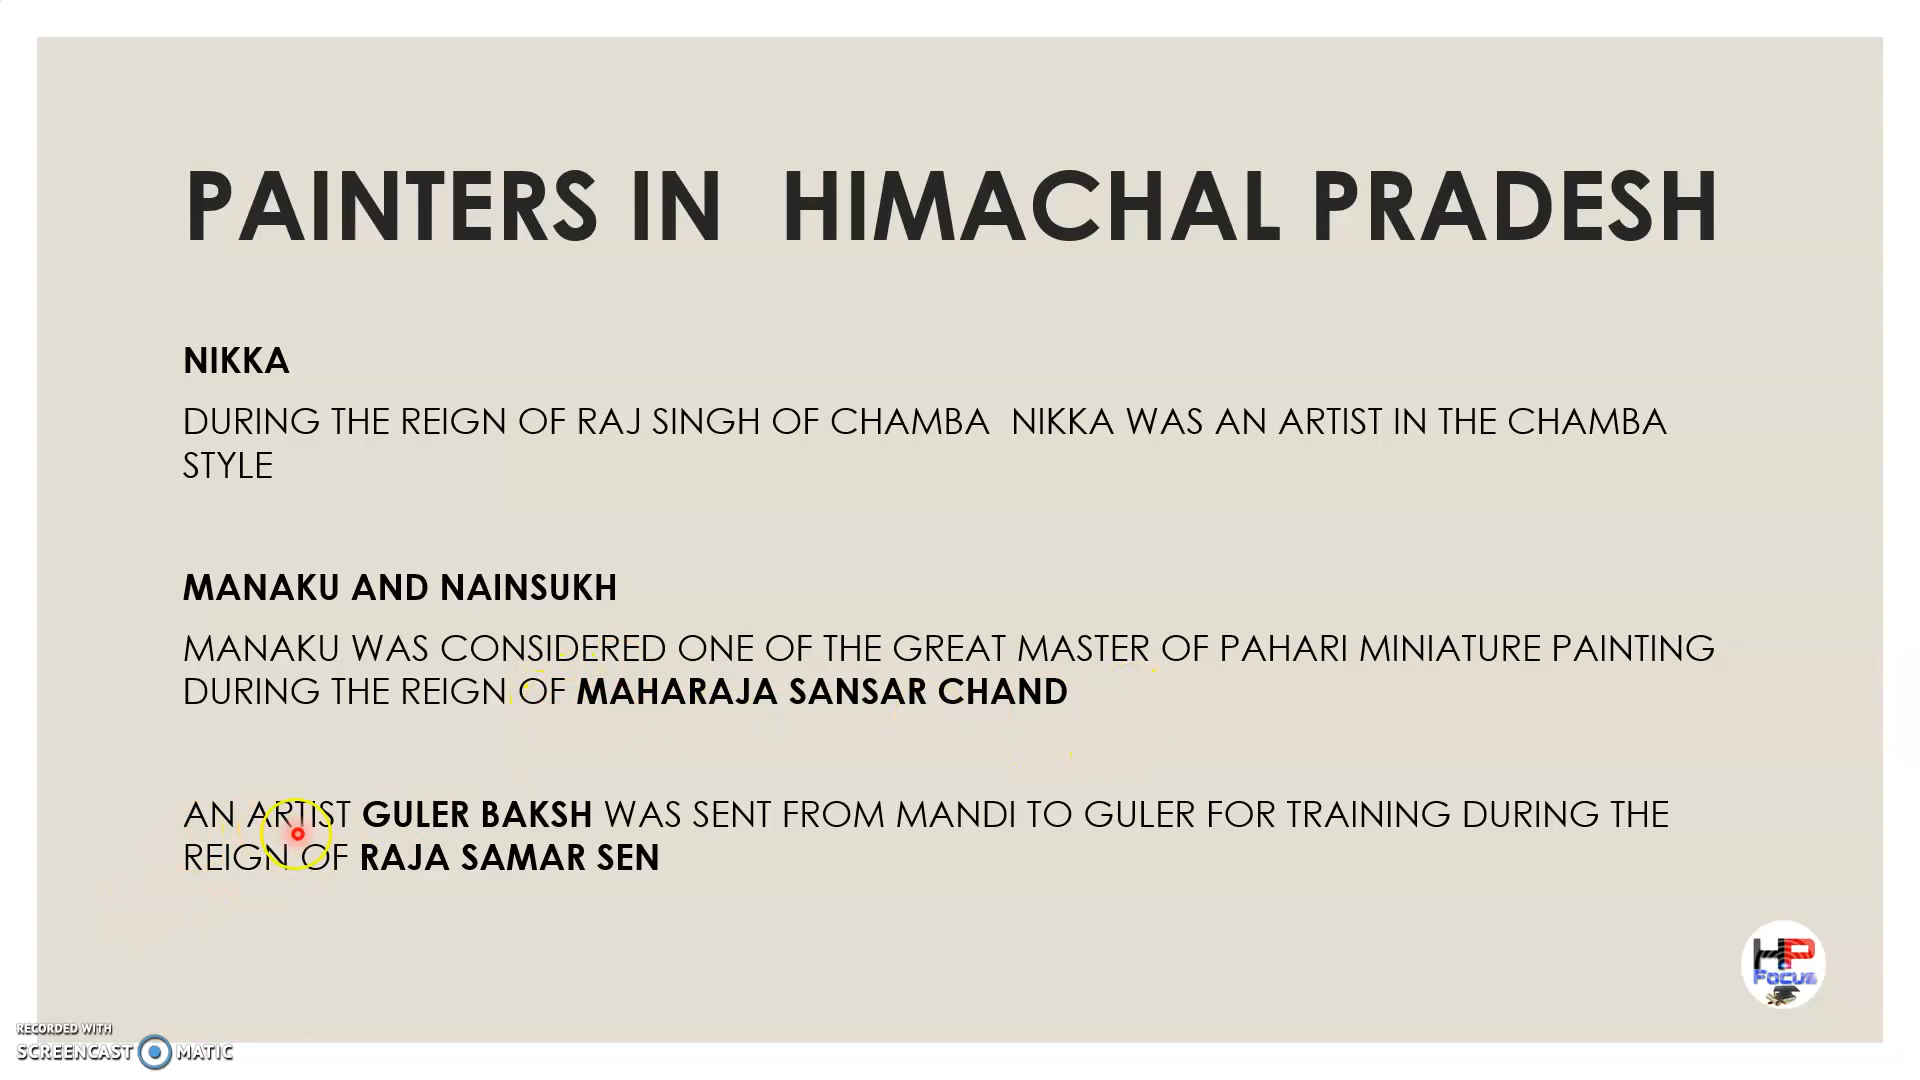 PAINTERS IN  HIMACHAL PRADESH
NIKKA
DURING THE REIGN OF RAJ SINGH OF CHAMBA  NIKKA WAS AN ARTIST IN THE CHAMBA
STYLE
MANAKU AND NAINSUKH
MANAKU WAS CONSIDERED ONE OF THE GREAT MASTER OF PAHARI MINIATURE PAINTING
DURING THE REIGN OF MAHARAJA SANSAR CHAND
AN ARTIST GULER BAKSH WAS SENT FROM MANDI TO GULER FOR TRAINING DURING THE
REIGN OF RAJA SAMAR SEN
HP
Focus
RECORDED WITH
SCREENCAST MATIC